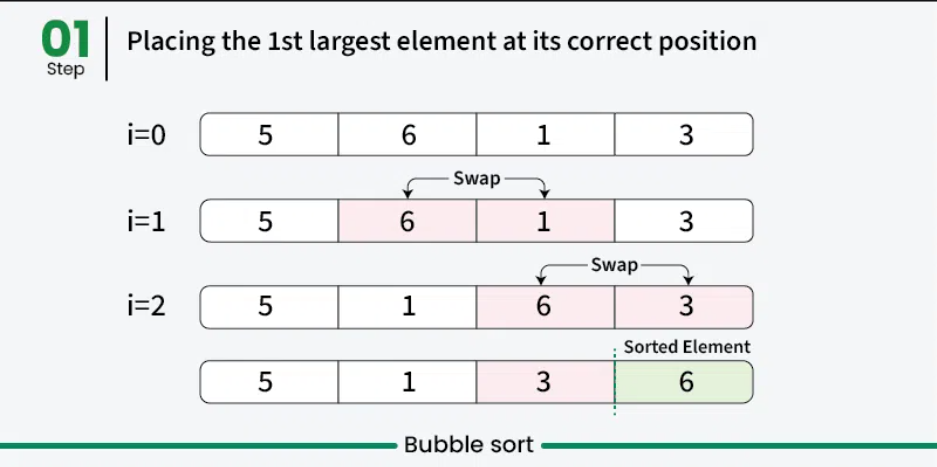 01
Step
Placing the 1st largest element at its correct position
i=0 5 6 1 3
Swap
i=1 5 6 1 3
Swap
i=2 5 1 6 3
Sorted Element
5 1 3 6
Bubble sort